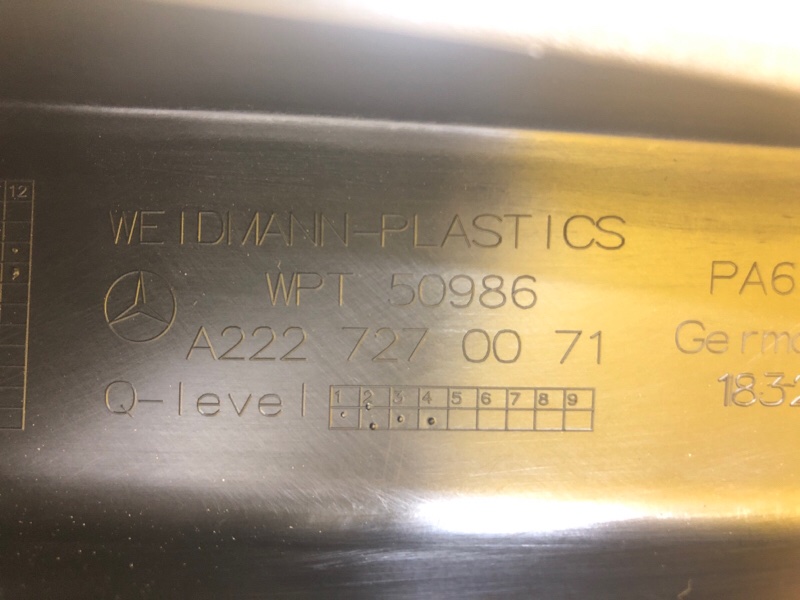 12
WEIDMANN-PLASTICS
WPT 50986
A222 727 00 71
Q-level 1 2 3 4 5 6 7 8 9
PA6
Germ
1832